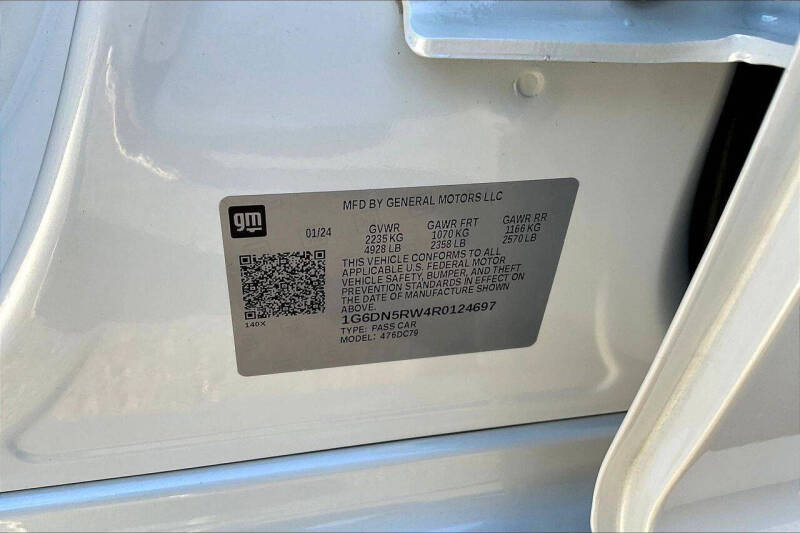 MFD BY GENERAL MOTORS LLC
gm
01/24
GVWR
2235 KG
4928 LB
GAWR FRT
1070 KG
2358 LB
GAWR RR
1166 KG
2570 LB
THIS VEHICLE CONFORMS TO ALL
APPLICABLE U.S. FEDERAL MOTOR
VEHICLE SAFETY, BUMPER, AND THEFT
PREVENTION STANDARDS IN EFFECT ON
THE DATE OF MANUFACTURE SHOWN
ABOVE.
140X
1G6DN5RW4R0124697
TYPE: PASS CAR
MODEL: 476DC79